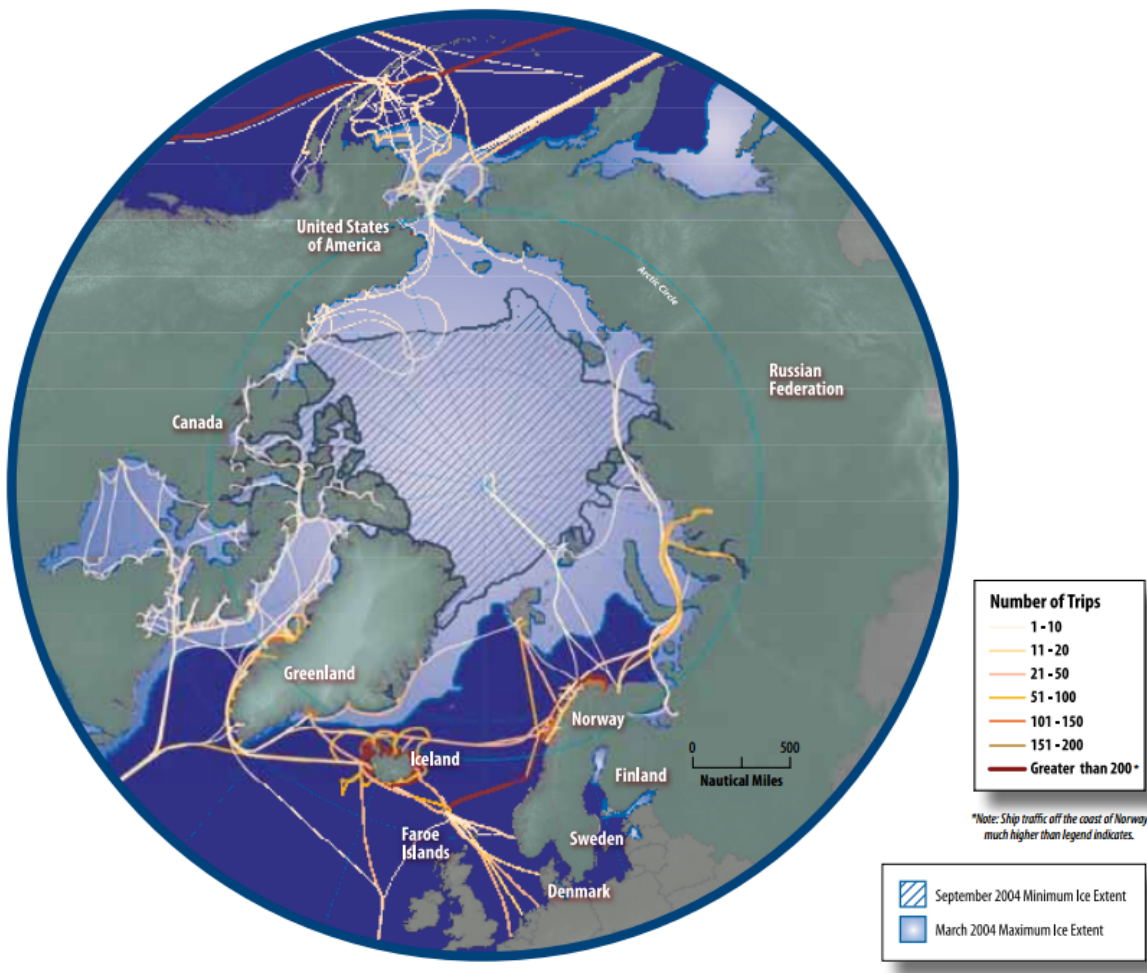 United States
of America
Arctic Circle
Russian
Federation
Canada
Greenland
Norway
Iceland
Finland
0 500
Nautical Miles
Faroe
Islands
Sweden
Denmark
Number of Trips
1 - 10
11 - 20
21 - 50
51 - 100
101 - 150
151 - 200
Greater than 200*
*Note: Ship traffic off the coast of Norway
much higher than legend indicates.
September 2004 Minimum Ice Extent
March 2004 Maximum Ice Extent